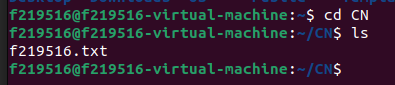 f219516@f219516-virtual-machine:~$ cd CN
f219516@f219516-virtual-machine:~/CN$ ls
f219516.txt
f219516@f219516-virtual-machine:~/CN$